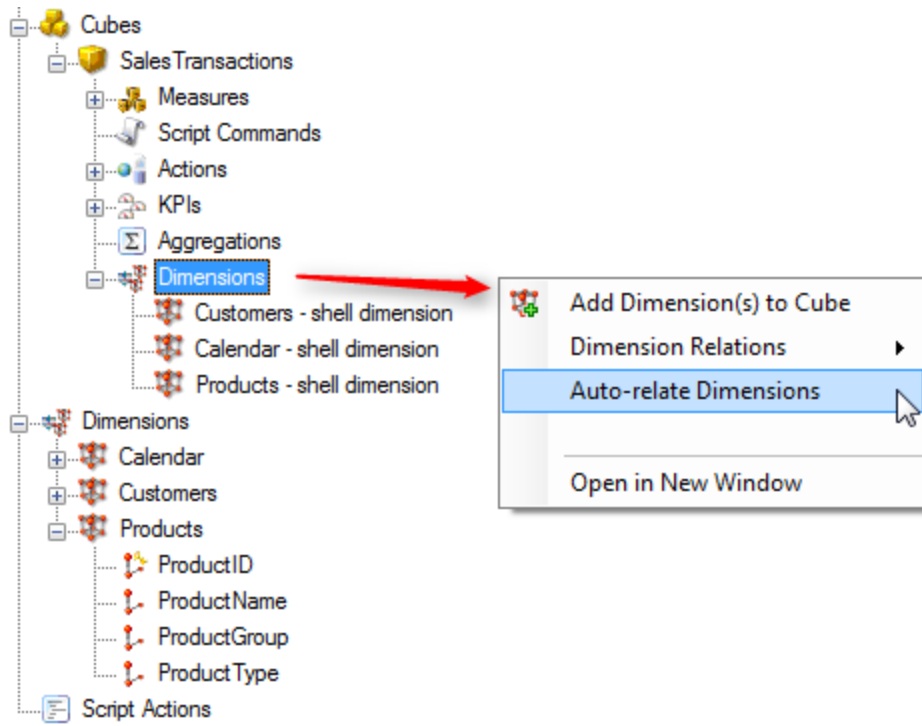 Cubes
SalesTransactions
Measures
Script Commands
Actions
KPIs
Σ Aggregations
Dimensions
Customers - shell dimension
Calendar - shell dimension
Products - shell dimension
Dimensions
Calendar
Customers
Products
ProductID
ProductName
ProductGroup
ProductType
Script Actions
Add Dimension(s) to Cube
Dimension Relations
Auto-relate Dimensions
Open in New Window